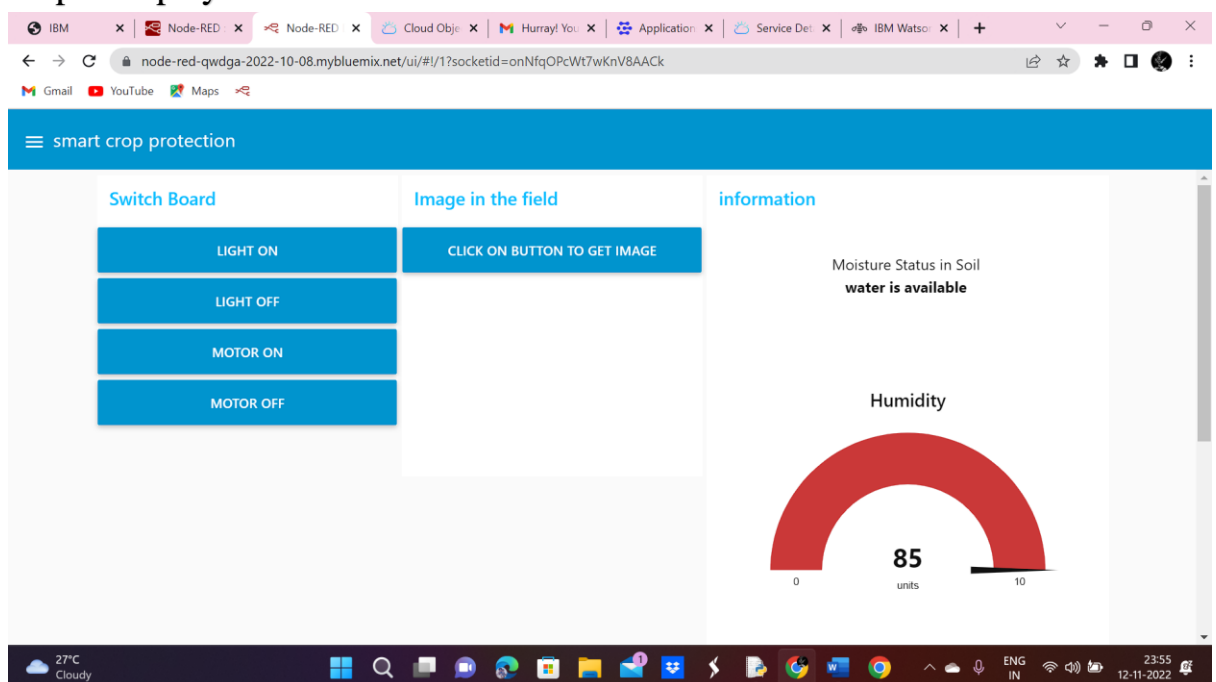 IBM
Node-RED :
Node-RED
Cloud Obje
Hurray! You
Application
Service Det
IBM Watson
node-red-qwdga-2022-10-08.mybluemix.net/ui/#!/1?socketid=onNfqOPcWt7wKnV8AACk
Gmail
YouTube
Maps
smart crop protection
Switch Board
LIGHT ON
LIGHT OFF
MOTOR ON
MOTOR OFF
Image in the field
CLICK ON BUTTON TO GET IMAGE
information
Moisture Status in Soil
water is available
Humidity
85
units
0
10
27°C
Cloudy
1
ENG
IN
23:55
12-11-2022